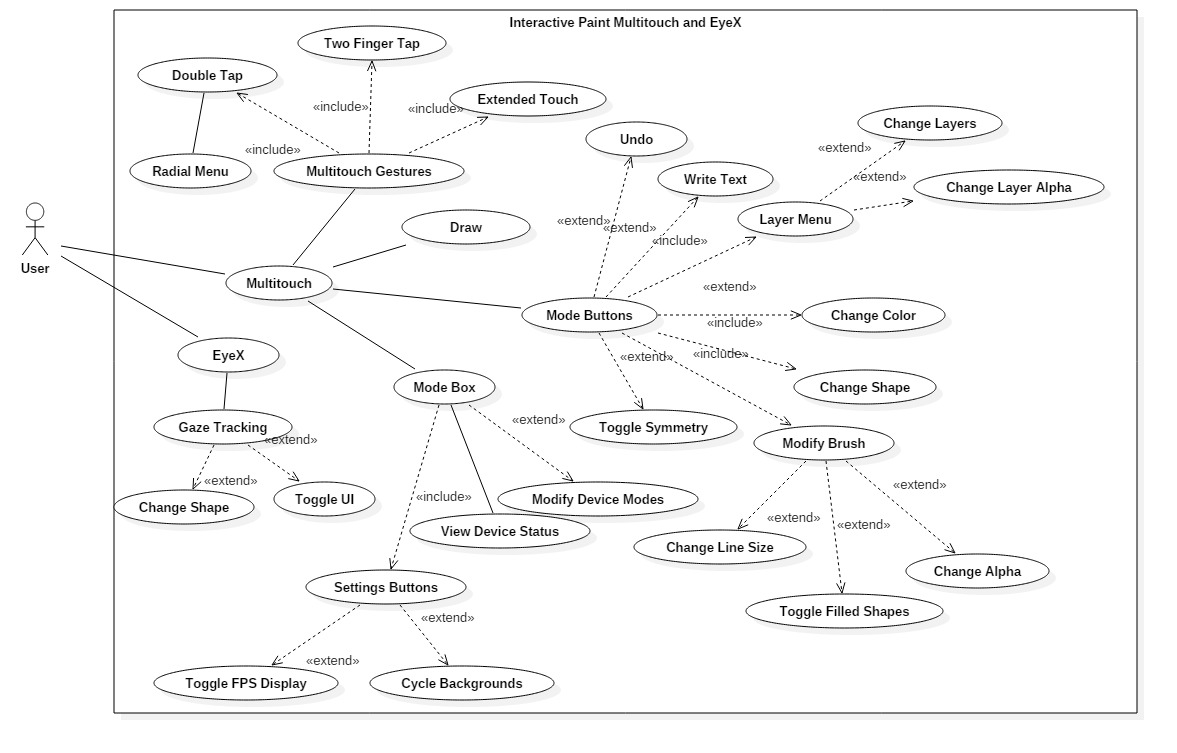 Interactive Paint Multitouch and EyeX
Two Finger Tap
Double Tap
«include»
«include»
Extended Touch
«include»
Radial Menu
Multitouch Gestures
Undo
Change Layers
«extend»
Write Text
«extend»
Change Layer Alpha
Layer Menu
«extend»
«extend»
«include»
User
Draw
Multitouch
«extend»
Mode Buttons
Change Color
«include»
EyeX
«extend»
«include»
Mode Box
Change Shape
Gaze Tracking
«extend»
«extend»
Toggle Symmetry
Modify Brush
«extend»
Change Shape
Toggle UI
«include»
Modify Device Modes
«extend»
View Device Status
«extend»
«extend»
Change Line Size
Change Alpha
Settings Buttons
Toggle Filled Shapes
«extend»
«extend»
Toggle FPS Display
Cycle Backgrounds